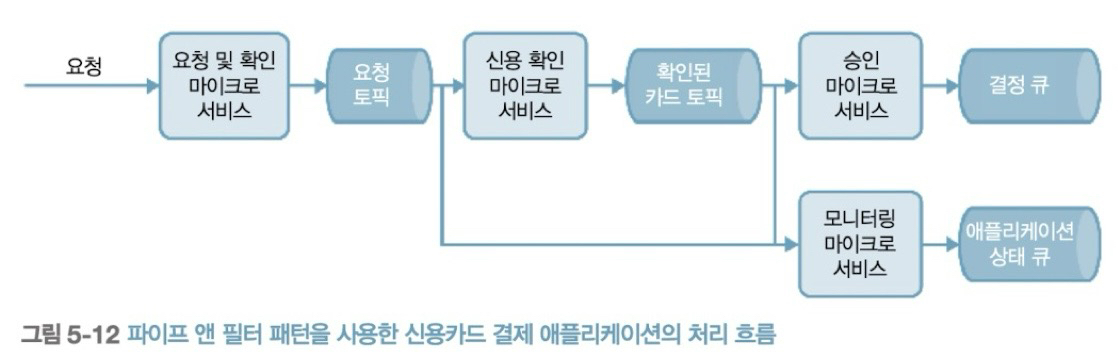 요청
요청 및 확인
마이크로
서비스
요청
토픽
신용 확인
마이크로
서비스
확인된
카드 토픽
승인
마이크로
서비스
결정 큐
모니터링
마이크로
서비스
애플리케이션
상태 큐
그림 5-12 파이프 앤 필터 패턴을 사용한 신용카드 결제 애플리케이션의 처리 흐름